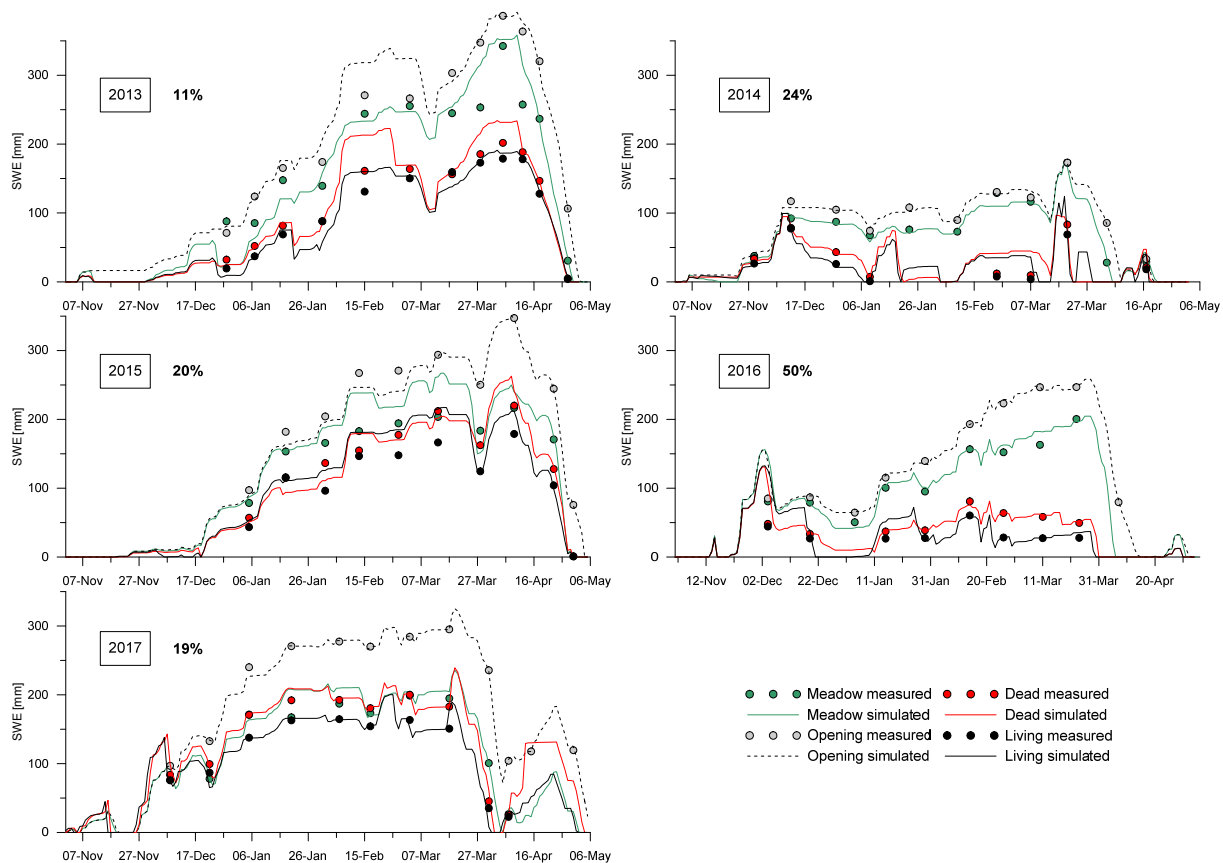 2013 11%
SWE [mm]
300
200
100
0
07-Nov 27-Nov 17-Dec 06-Jan 26-Jan 15-Feb 07-Mar 27-Mar 16-Apr 06-May
2014 24%
SWE [mm]
300
200
100
0
07-Nov 27-Nov 17-Dec 06-Jan 26-Jan 15-Feb 07-Mar 27-Mar 16-Apr 06-May
2015 20%
SWE [mm]
300
200
100
0
07-Nov 27-Nov 17-Dec 06-Jan 26-Jan 15-Feb 07-Mar 27-Mar 16-Apr 06-May
2016 50%
SWE [mm]
300
200
100
0
12-Nov 02-Dec 22-Dec 11-Jan 31-Jan 20-Feb 11-Mar 31-Mar 20-Apr
2017 19%
SWE [mm]
300
200
100
0
07-Nov 27-Nov 17-Dec 06-Jan 26-Jan 15-Feb 07-Mar 27-Mar 16-Apr 06-May
Meadow measured
Meadow simulated
Opening measured
Opening simulated
Dead measured
Dead simulated
Living measured
Living simulated